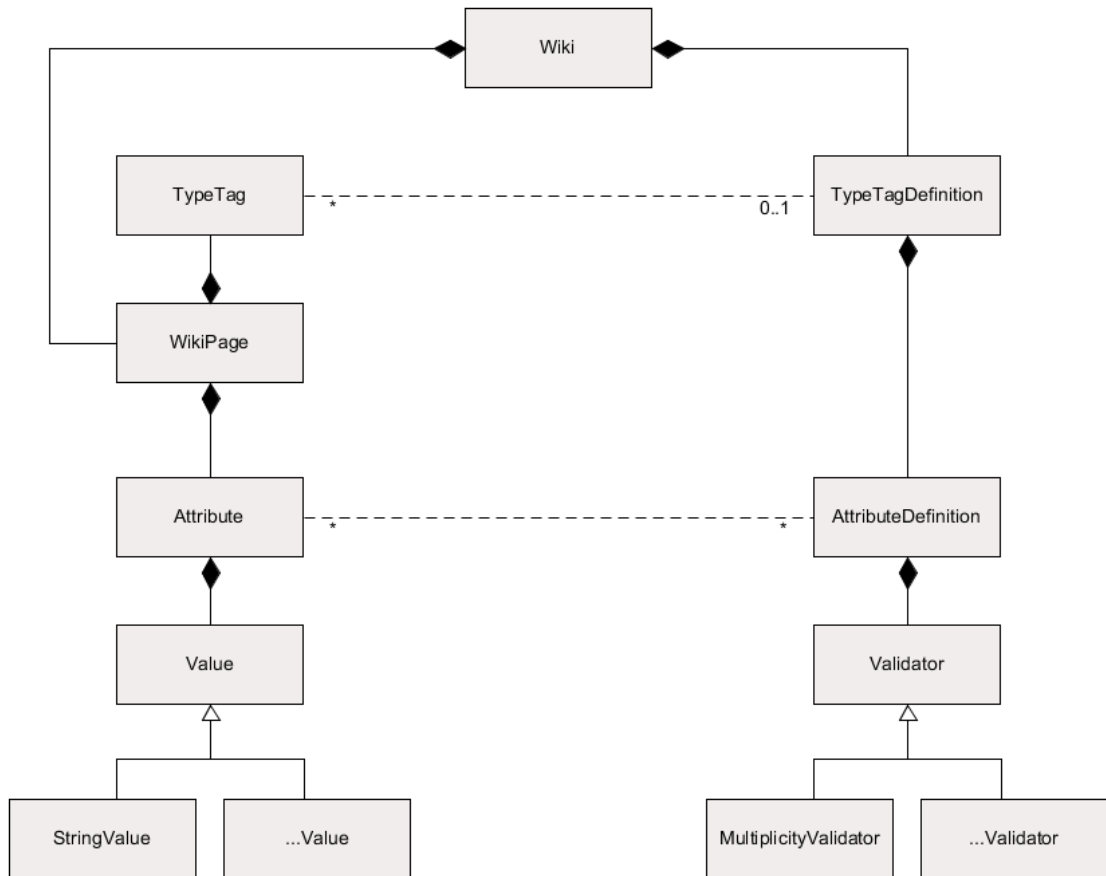 Wiki
TypeTag
*
0..1
TypeTagDefinition
WikiPage
Attribute
*
*
AttributeDefinition
Value
Validator
StringValue
...Value
MultiplicityValidator
...Validator